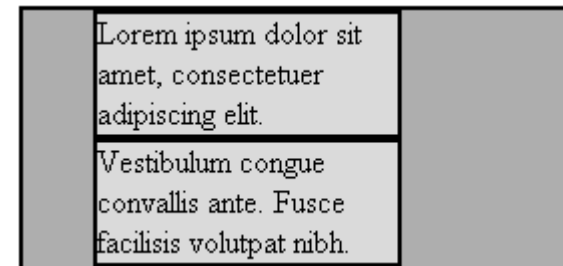 Lorem ipsum dolor sit
amet, consectetuer
adipiscing elit.
Vestibulum congue
convallis ante. Fusce
facilisis volutpat nibh.